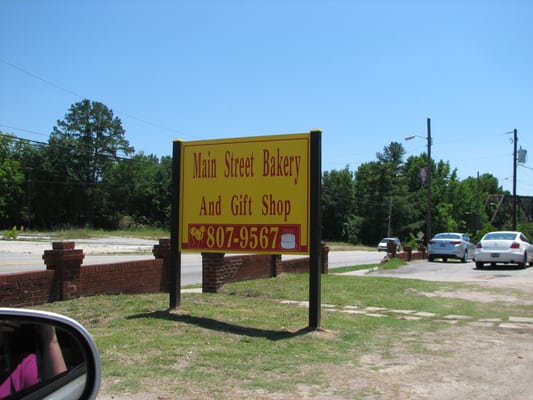 Main Street Bakery
And Gift Shop
807-9567